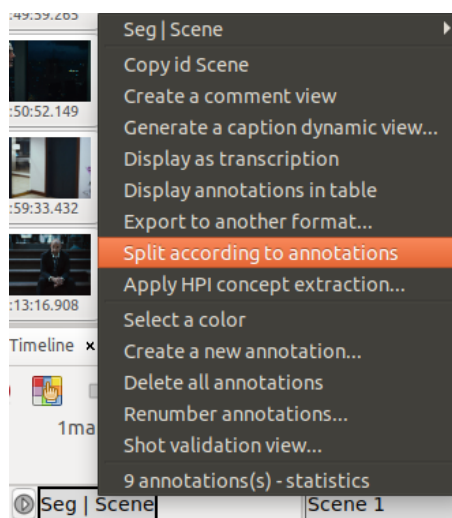 :49:59.265
Seg | Scene
Copy id Scene
Create a comment view
:50:52.149
Generate a caption dynamic view...
Display as transcription
Display annotations in table
:59:33.432
Export to another format...
Split according to annotations
Apply HPI concept extraction...
:13:16.908
Select a color
Timeline x
Create a new annotation...
Delete all annotations
Renumber annotations...
1ma
Shot validation view...
9 annotations(s) - statistics
Seg | Scene
Scene 1